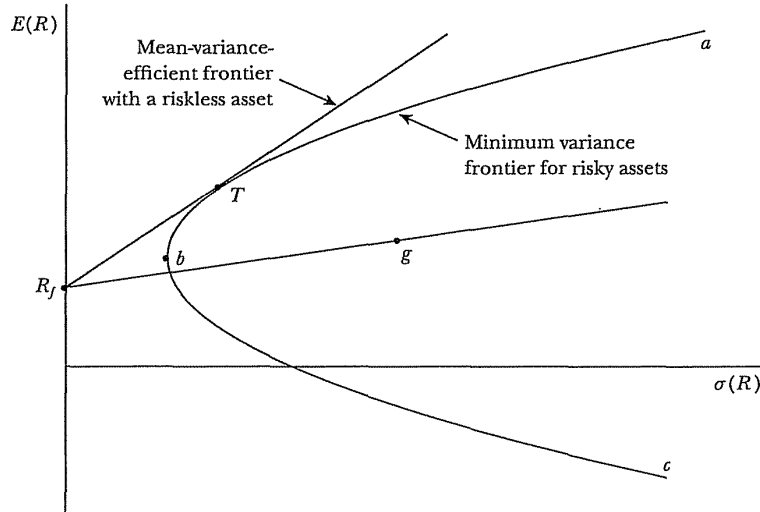 E(R)
Mean-variance-
efficient frontier
with a riskless asset
a
Minimum variance
frontier for risky assets
T
b
g
R_f
σ(R)
c